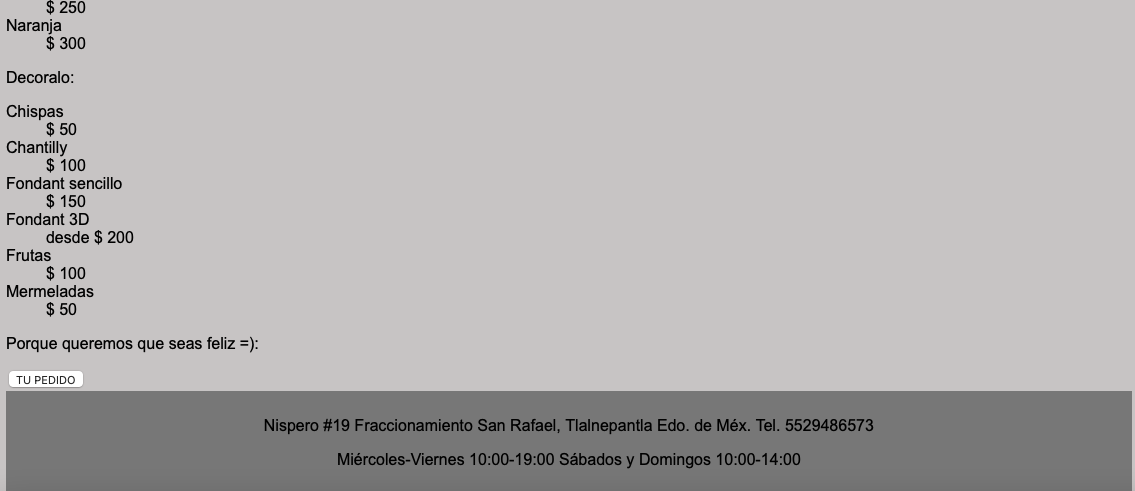 $ 250
Naranja
$ 300
Decoralo:
Chispas
$ 50
Chantilly
$ 100
Fondant sencillo
$ 150
Fondant 3D
desde $ 200
Frutas
$ 100
Mermeladas
$ 50
Porque queremos que seas feliz =):
TU PEDIDO
Nispero #19 Fraccionamiento San Rafael, Tlalnepantla Edo. de Méx. Tel. 5529486573
Miércoles-Viernes 10:00-19:00 Sábados y Domingos 10:00-14:00